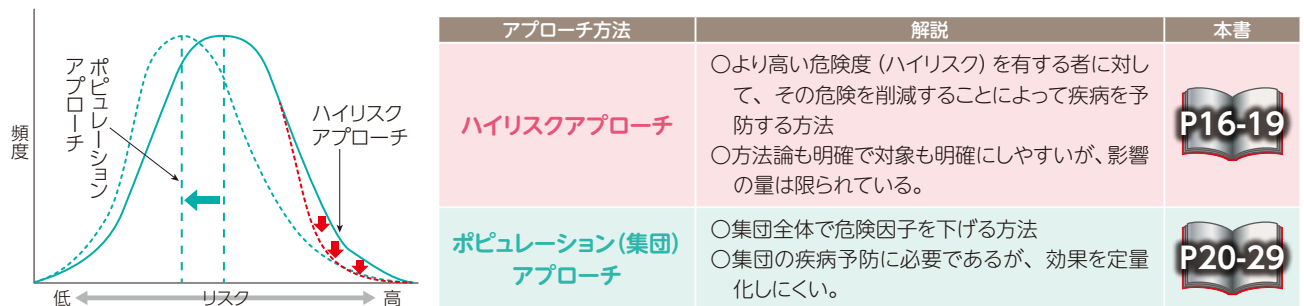 頻度
ポピュレーション
アプローチ
ハイリスク
アプローチ
低
リスク
高
アプローチ方法
解説
本書
ハイリスクアプローチ
○より高い危険度（ハイリスク）を有する者に対し
て、その危険を削減することによって疾病を予
防する方法
○方法論も明確で対象も明確にしやすいが、影響
の量は限られている。
P16-19
ポピュレーション（集団）
アプローチ
○集団全体で危険因子を下げる方法
○集団の疾病予防に必要であるが、効果を定量
化しにくい。
P20-29